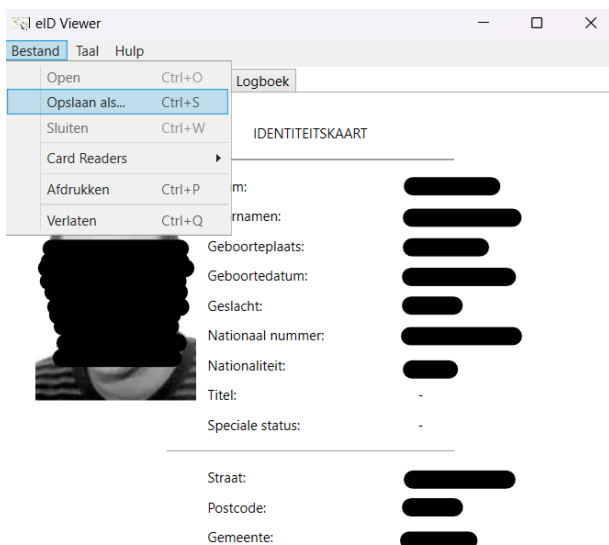 eID Viewer
Bestand Taal Hulp
Open Ctrl+O
Logboek
Opslaan als... Ctrl+S
Sluiten Ctrl+W
IDENTITEITSKAART
Card Readers
Afdrukken Ctrl+P
Verlaten Ctrl+Q
Geboorteplaats:
Geboortedatum:
Geslacht:
Nationaal nummer:
Nationaliteit:
Titel: -
Speciale status: -
Straat:
Postcode:
Gemeente: